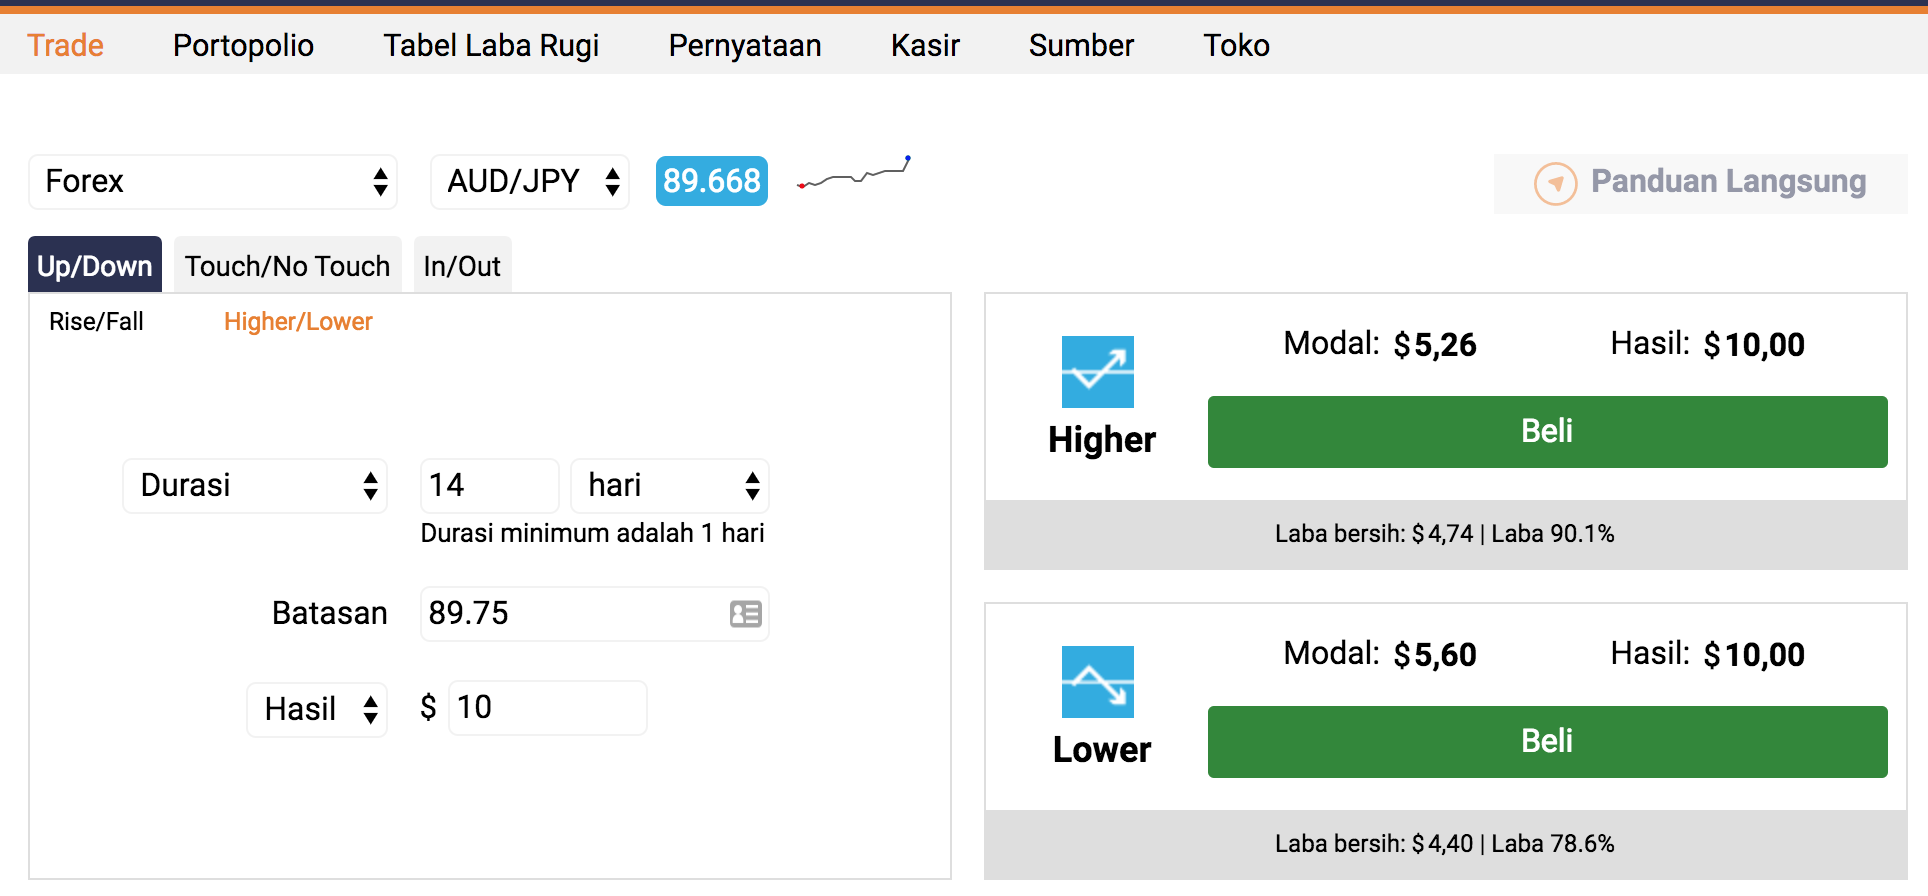 Trade Portopolio Tabel Laba Rugi Pernyataan Kasir Sumber Toko
Forex AUD/JPY 89.668 Panduan Langsung
Up/Down Touch/No Touch In/Out
Rise/Fall Higher/Lower
Durasi 14 hari
Durasi minimum adalah 1 hari
Batasan 89.75
Hasil $ 10
Modal: $5,26 Hasil: $10,00
Higher
Beli
Laba bersih: $4,74 | Laba 90.1%
Modal: $5,60 Hasil: $10,00
Lower
Beli
Laba bersih: $4,40 | Laba 78.6%